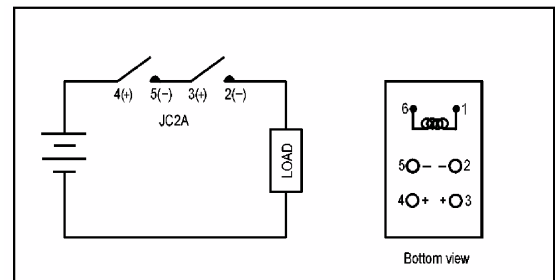 4(+) 5(−) 3(+) 2(−)
JC2A
LOAD
6 1
5 − − 2
4 + + 3
Bottom view